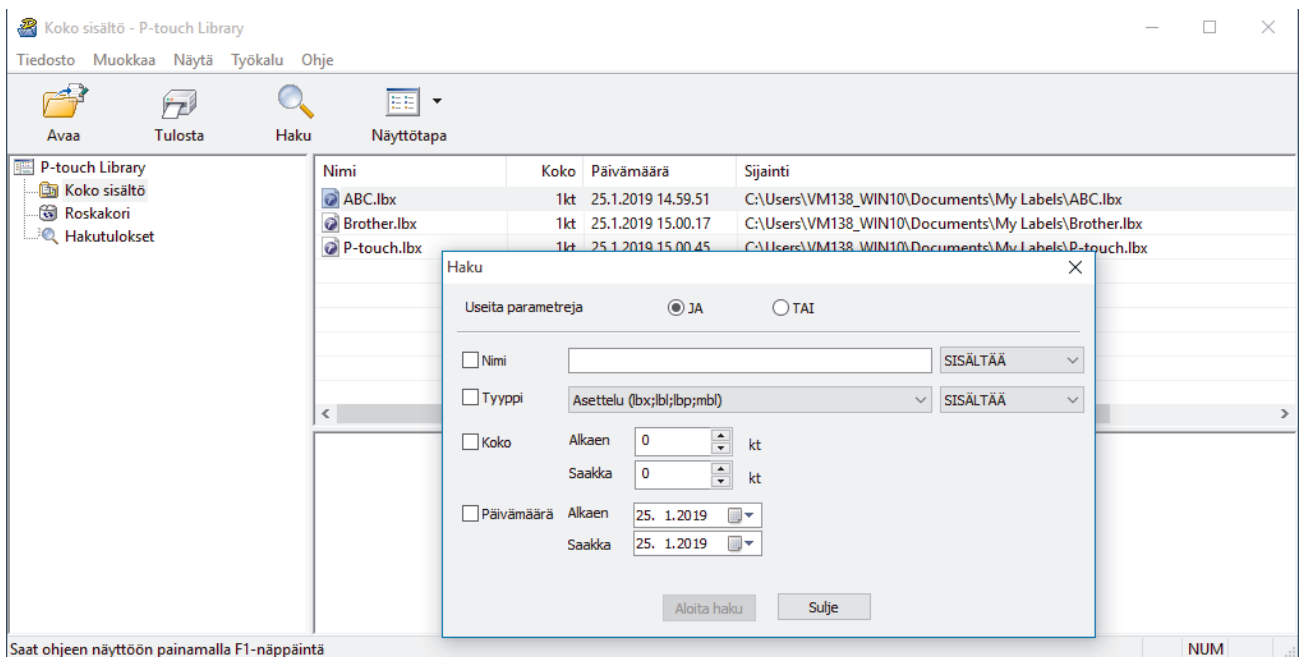 Koko sisältö - P-touch Library
Tiedosto Muokkaa Näytä Työkalu Ohje
Avaa Tulosta Haku Näyttötapa
P-touch Library
Koko sisältö
Roskakori
Hakutulokset
Nimi Koko Päivämäärä Sijainti
ABC.lbx 1kt 25.1.2019 14.59.51 C:\Users\VM138_WIN10\Documents\My Labels\ABC.lbx
Brother.lbx 1kt 25.1.2019 15.00.17 C:\Users\VM138_WIN10\Documents\My Labels\Brother.lbx
P-touch.lbx 1kt 25.1.2019 15.00.45 C:\Users\VM138_WIN10\Documents\My Labels\P-touch.lbx
Haku
Useita parametreja JA TAI
Nimi SISÄLTÄÄ
Tyyppi Asettelu (lbx;lbl;lbp;mbl) SISÄLTÄÄ
Koko Alkaen 0 kt
Saakka 0 kt
Päivämäärä Alkaen 25. 1.2019
Saakka 25. 1.2019
Aloita haku Sulje
Saat ohjeen näyttöön painamalla F1-näppäintä NUM